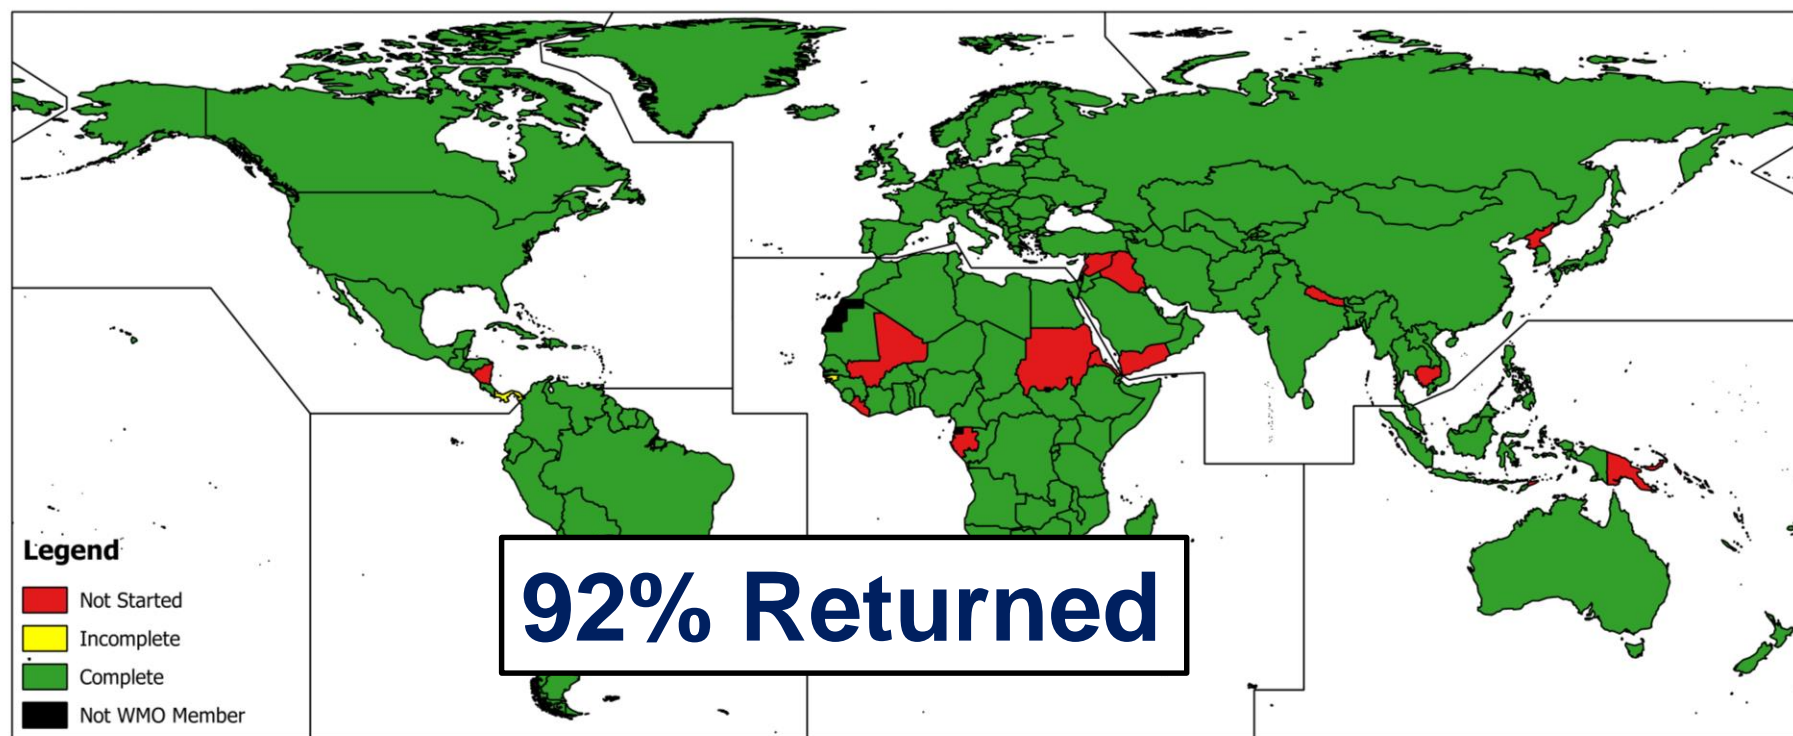 Legend
Not Started
Incomplete
Complete
Not WMO Member
92% Returned